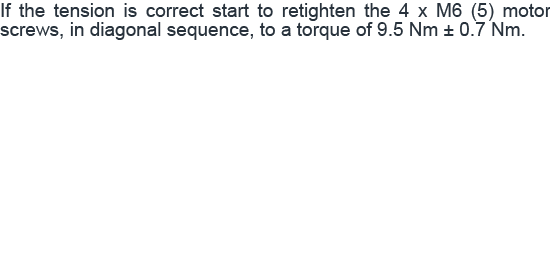 If the tension is correct start to retighten the 4 x M6 (5) motor
screws, in diagonal sequence, to a torque of 9.5 Nm ± 0.7 Nm.